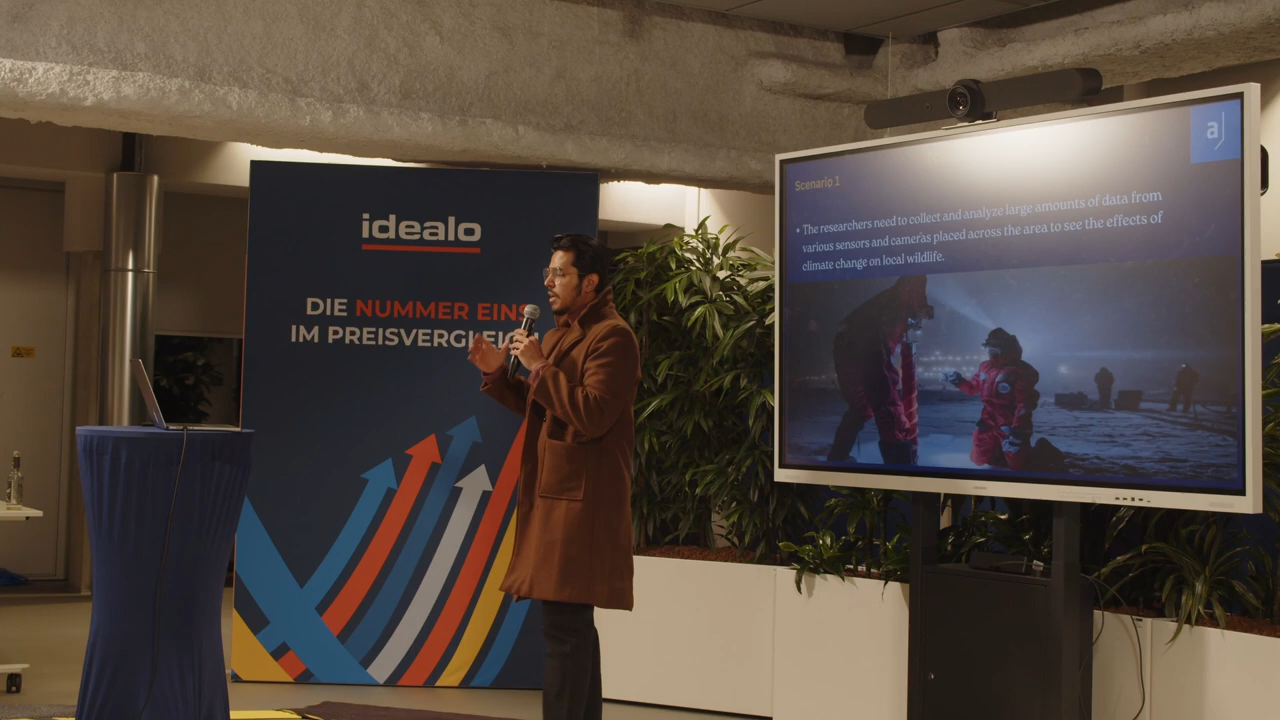 idealo
DIE NUMMER EINS
IM PREISVERGLEICH
a
Scenario 1
• The researchers need to collect and analyze large amounts of data from
various sensors and cameras placed across the area to see the effects of
climate change on local wildlife.